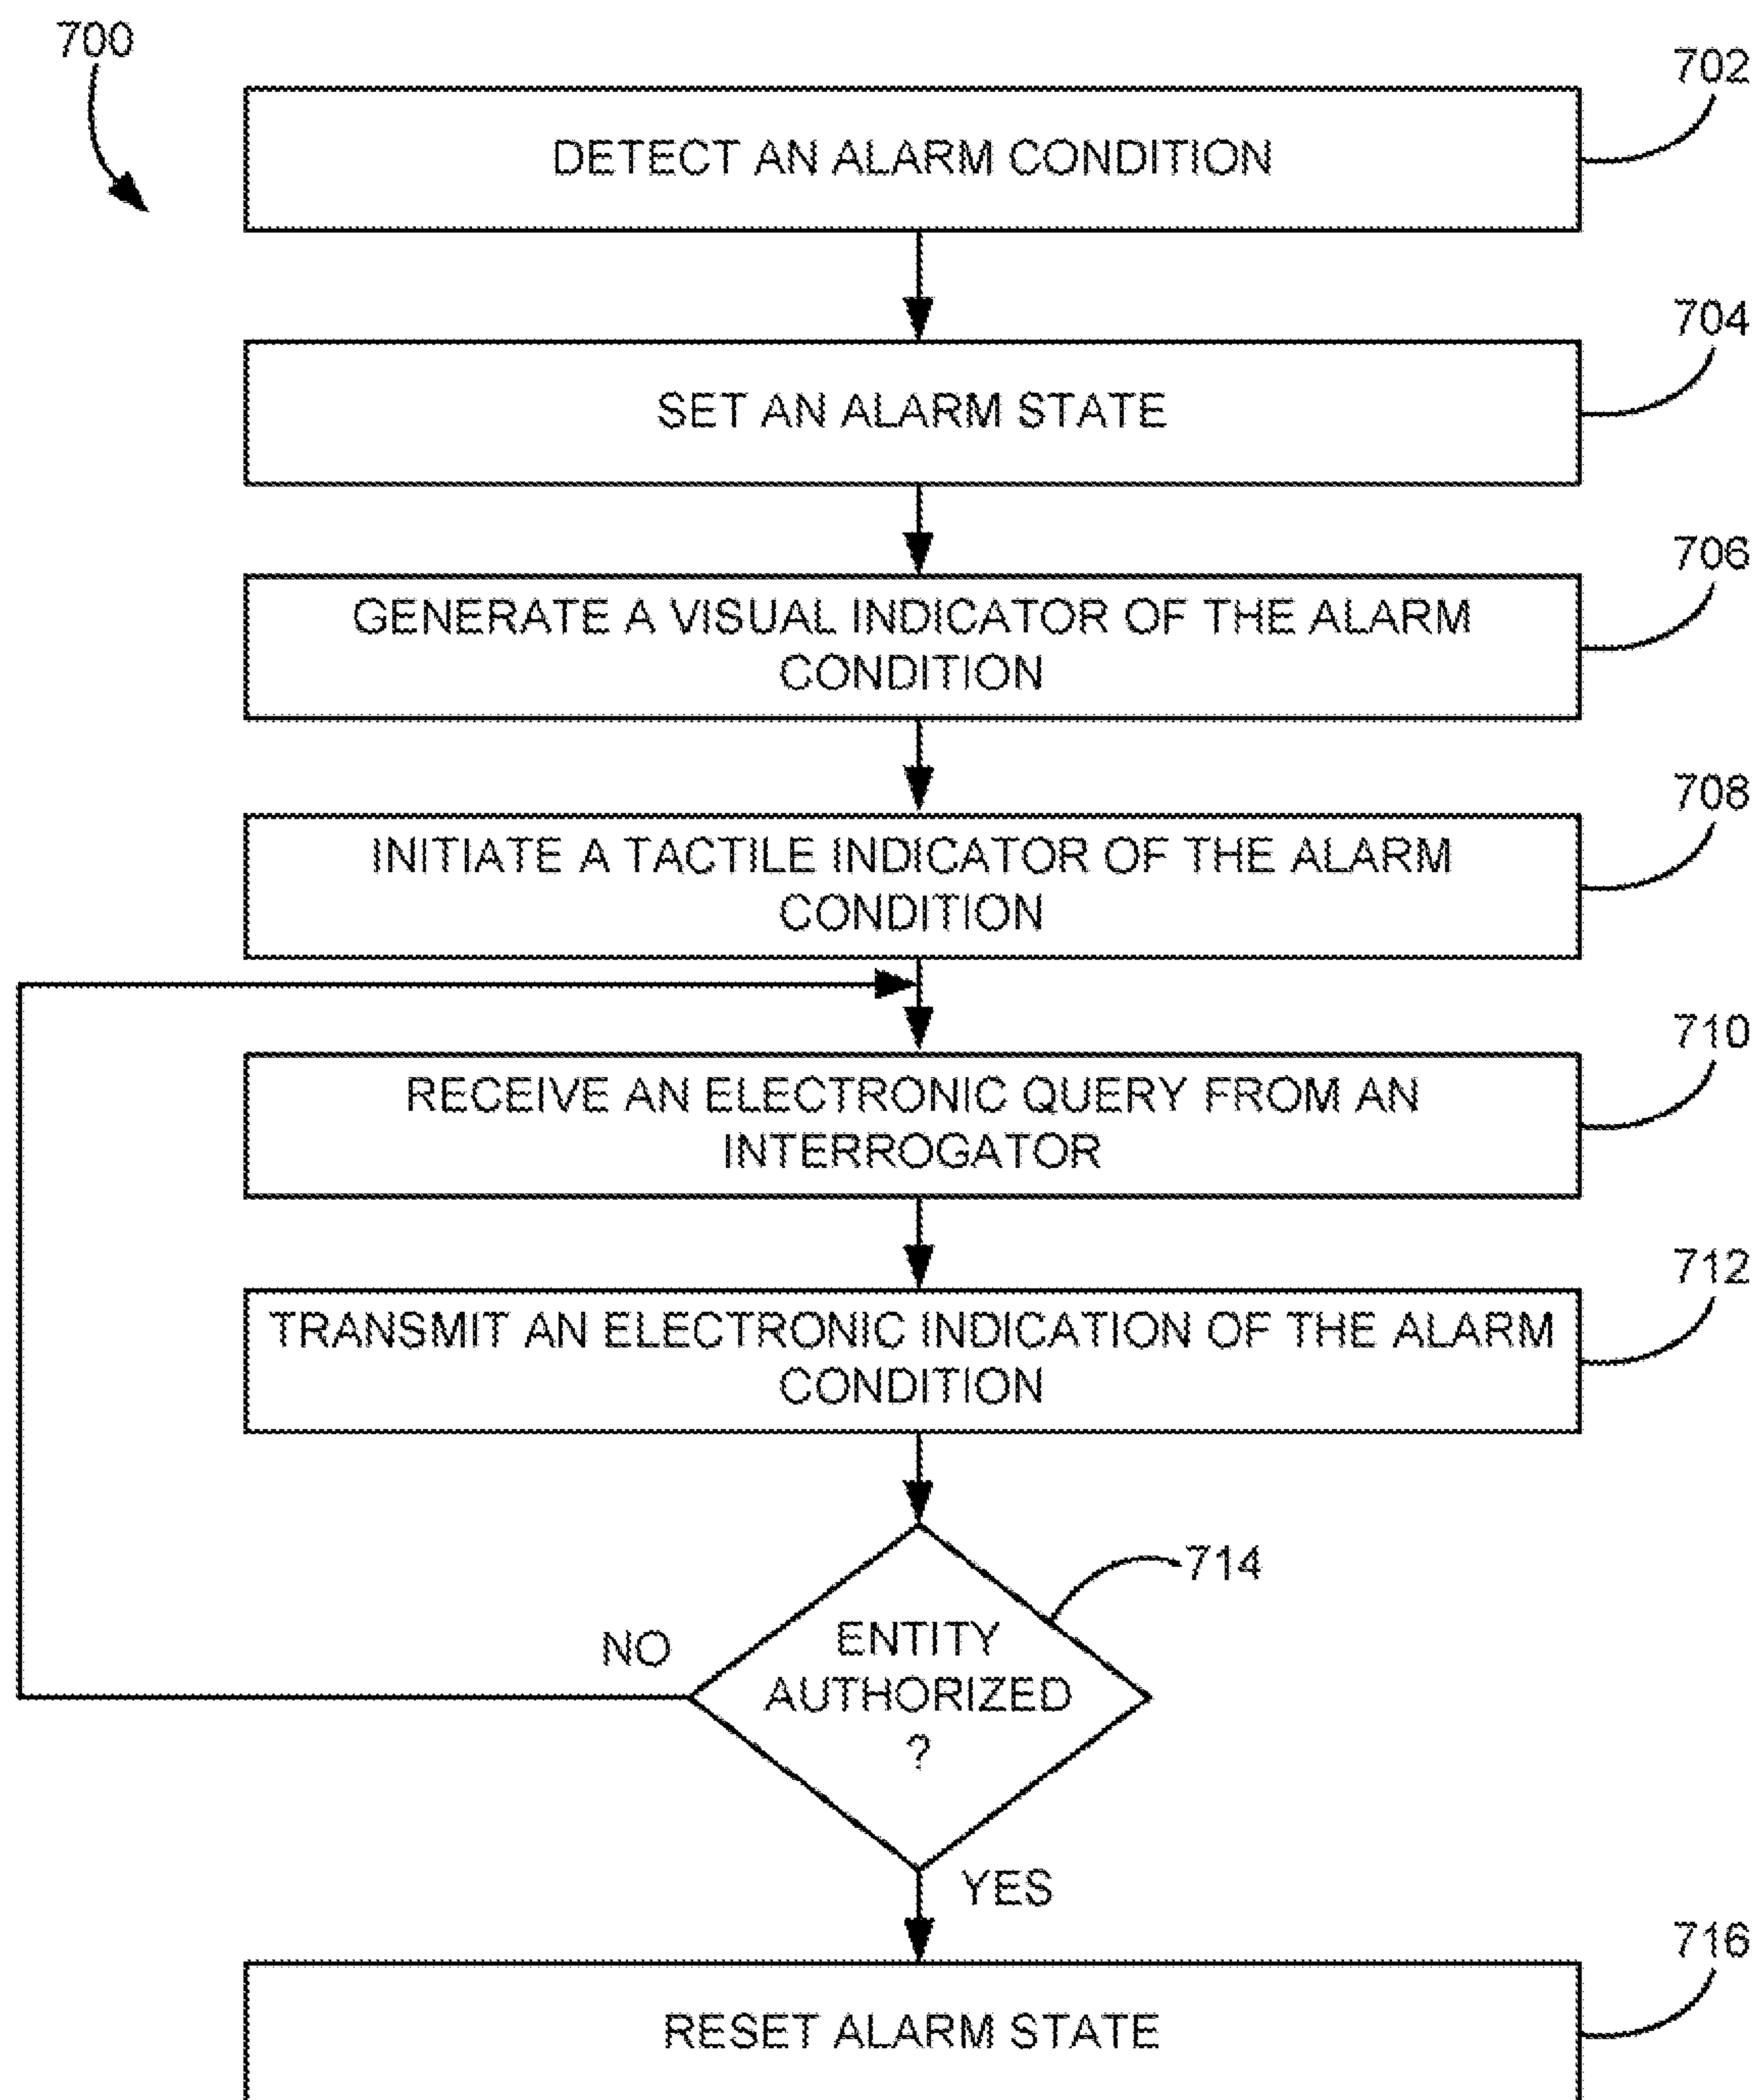 700
702
DETECT AN ALARM CONDITION
704
SET AN ALARM STATE
706
GENERATE A VISUAL INDICATOR OF THE ALARM
CONDITION
708
INITIATE A TACTILE INDICATOR OF THE ALARM
CONDITION
710
RECEIVE AN ELECTRONIC QUERY FROM AN
INTERROGATOR
712
TRANSMIT AN ELECTRONIC INDICATION OF THE ALARM
CONDITION
714
NO
ENTITY
AUTHORIZED
?
YES
716
RESET ALARM STATE